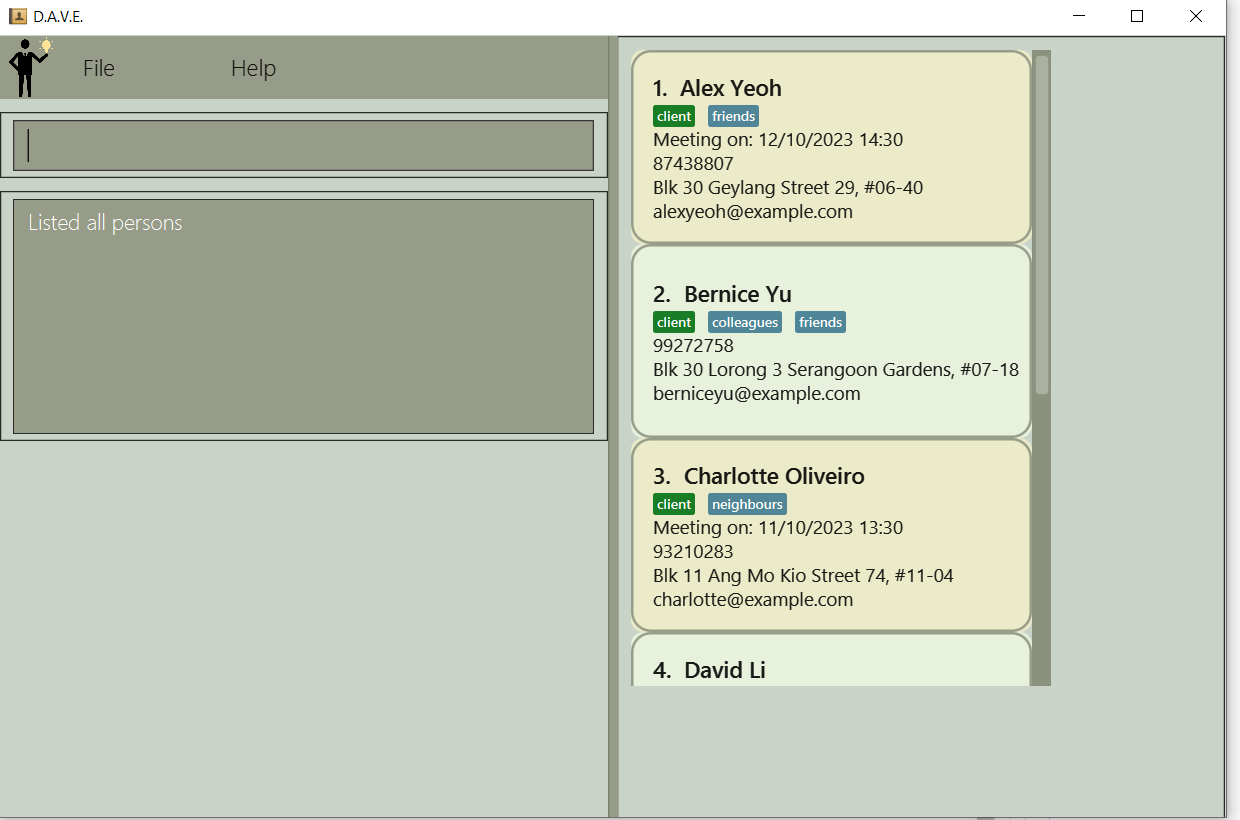 D.A.V.E.
File Help
Listed all persons
1. Alex Yeoh
client friends
Meeting on: 12/10/2023 14:30
87438807
Blk 30 Geylang Street 29, #06-40
alexyeoh@example.com
2. Bernice Yu
client colleagues friends
99272758
Blk 30 Lorong 3 Serangoon Gardens, #07-18
berniceyu@example.com
3. Charlotte Oliveiro
client neighbours
Meeting on: 11/10/2023 13:30
93210283
Blk 11 Ang Mo Kio Street 74, #11-04
charlotte@example.com
4. David Li